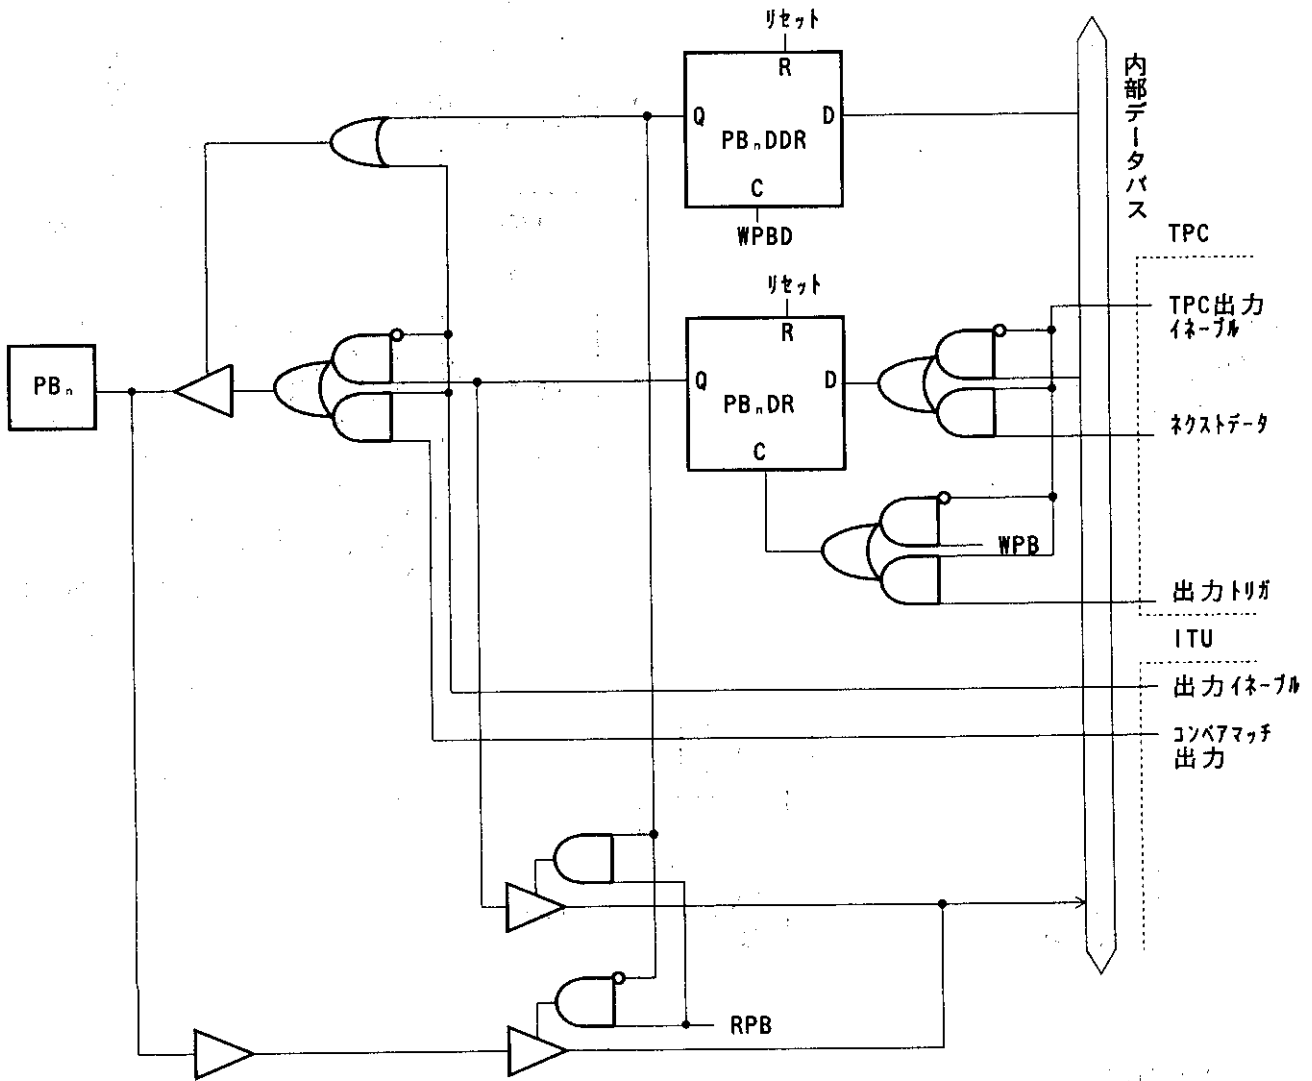 リセット
R
Q
D
PBnDDR
C
WPBD
内部データバス
TPC
リセット
R
Q
D
PBnDR
C
TPC出力
イネーブル
ネクストデータ
PBn
WPB
出力トリガ
ITU
出力イネーブル
コンペアマッチ
出力
RPB